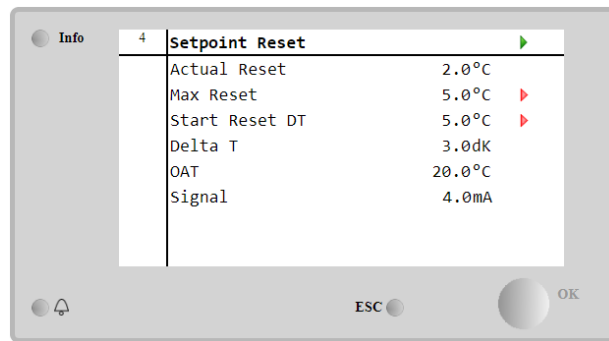 Info
4 Setpoint Reset
Actual Reset 2.0°C
Max Reset 5.0°C
Start Reset DT 5.0°C
Delta T 3.0dK
OAT 20.0°C
Signal 4.0mA
ESC
OK